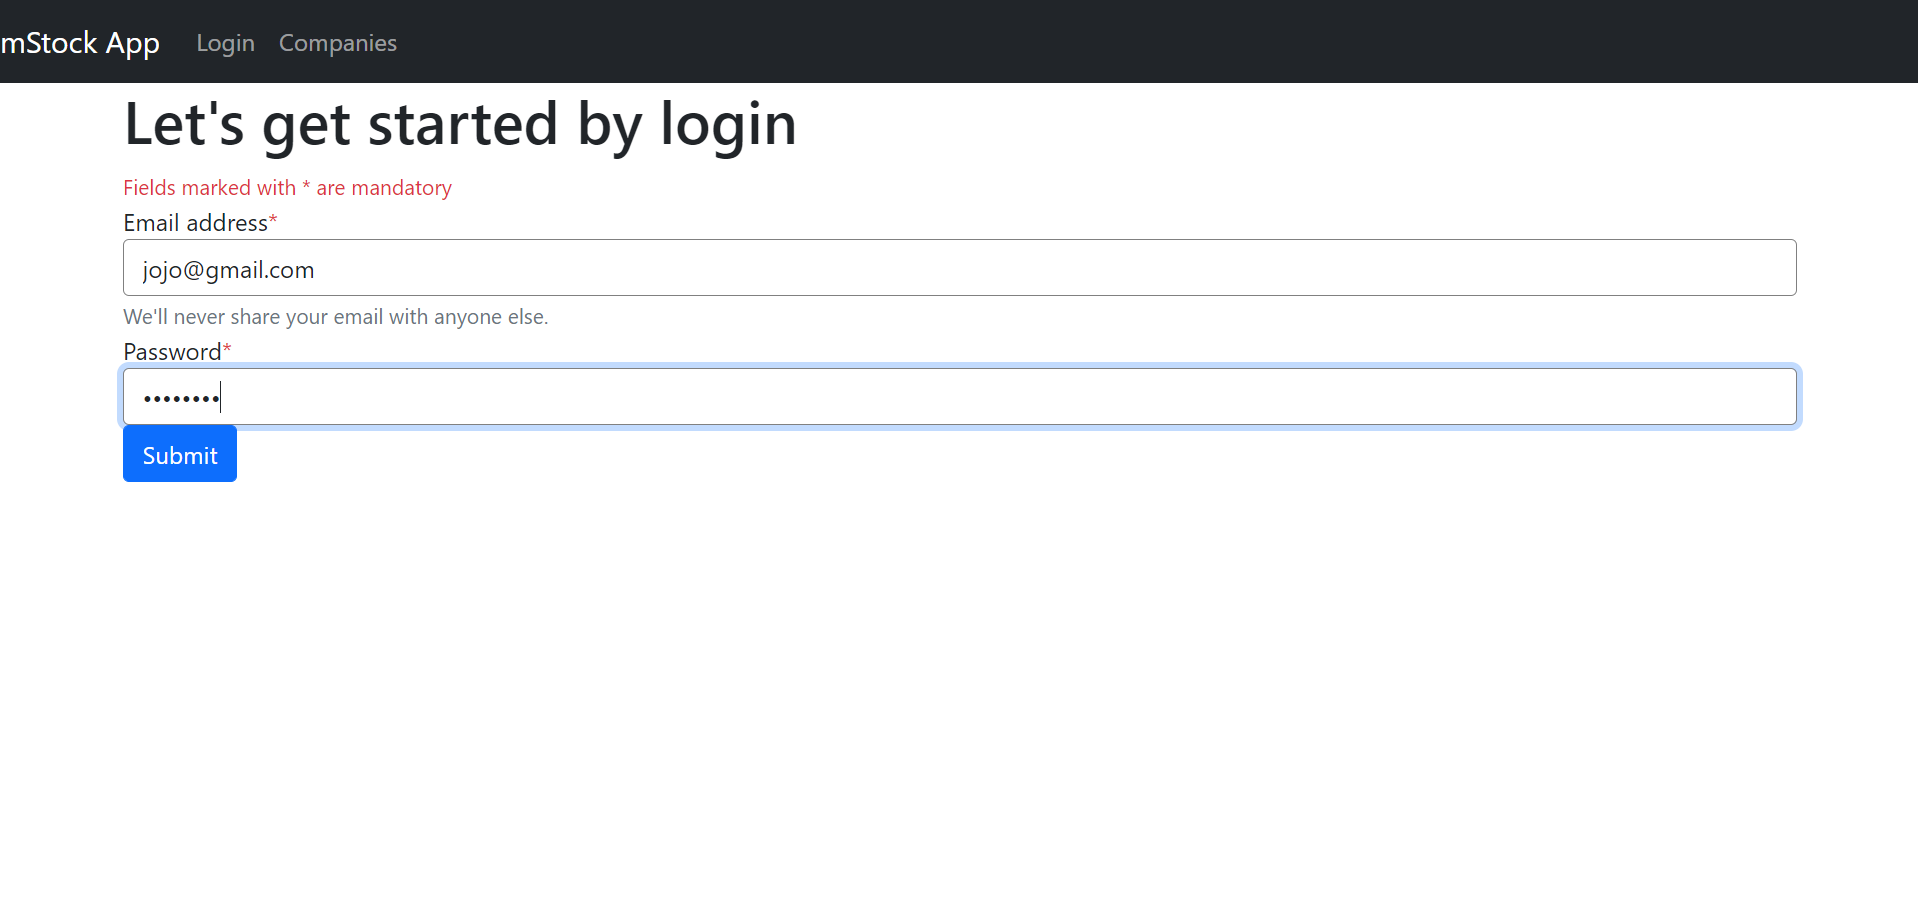 mStock App Login Companies
Let's get started by login
Fields marked with * are mandatory
Email address*
jojo@gmail.com
We'll never share your email with anyone else.
Password*
••••••••
Submit